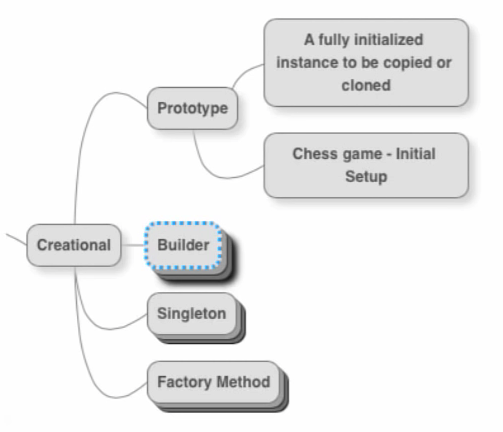 A fully initialized
instance to be copied or
cloned
Prototype
Chess game - Initial
Setup
Creational
Builder
Singleton
Factory Method